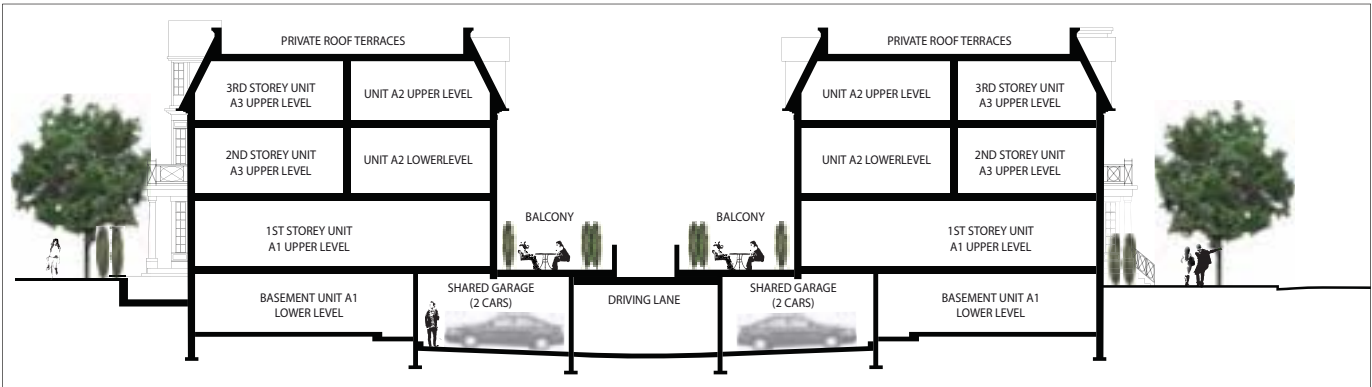 PRIVATE ROOF TERRACES
PRIVATE ROOF TERRACES
3RD STOREY UNIT
A3 UPPER LEVEL
UNIT A2 UPPER LEVEL
UNIT A2 UPPER LEVEL
3RD STOREY UNIT
A3 UPPER LEVEL
2ND STOREY UNIT
A3 UPPER LEVEL
UNIT A2 LOWERLEVEL
UNIT A2 LOWERLEVEL
2ND STOREY UNIT
A3 UPPER LEVEL
1ST STOREY UNIT
A1 UPPER LEVEL
BALCONY
BALCONY
1ST STOREY UNIT
A1 UPPER LEVEL
BASEMENT UNIT A1
LOWER LEVEL
SHARED GARAGE
(2 CARS)
DRIVING LANE
SHARED GARAGE
(2 CARS)
BASEMENT UNIT A1
LOWER LEVEL